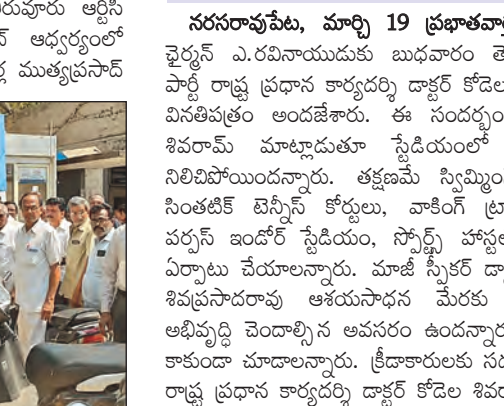 రువూరు ఆర్టీసి
ఆధ్వర్యంలో
ముత్యప్రసాద్
నరసరావుపేట, మార్చి 19 ప్రభాతవార్త
ఛైర్మన్ ఎ.రవినాయుడుకు బుధవారం తె
పార్టీ రాష్ట్ర ప్రధాన కార్యదర్శి డాక్టర్ కోడెల
వినతిపత్రం అందజేశారు. ఈ సందర్భం
శివరామ్ మాట్లాడుతూ స్టేడియంలో
నిలిచిపోయిందన్నారు. తక్షణమే స్విమ్మిం
సింతటిక్ టెన్నీస్ కోర్టులు, వాకింగ్ ట్రా
పర్పస్ ఇండోర్ స్టేడియం, స్పోర్ట్స్ హాస్టల
ఏర్పాటు చేయాలన్నారు. మాజీ స్పీకర్ డా
శివప్రసాదరావు ఆశయసాధన మేరకు
అభివృద్ధి చెందాల్సిన అవసరం ఉందన్నార
కాకుండా చూడాలన్నారు. క్రీడాకారులకు సద
రాష్ట్ర ప్రధాన కార్యదర్శి డాక్టర్ కోడెల శివరా